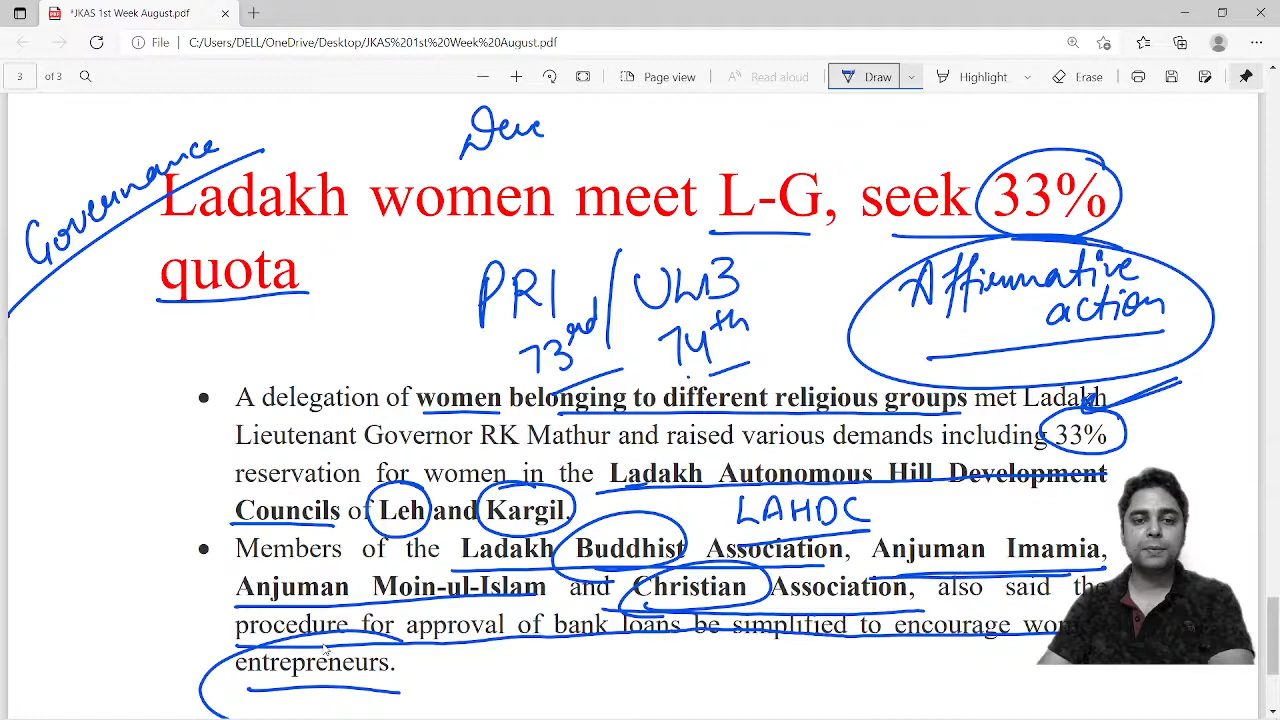 *JKAS 1st Week August.pdf
File C:/Users/DELL/OneDrive/Desktop/JKAS%201st%20Week%20August.pdf
3 of 3 Page view Read aloud Draw Highlight Erase
Deve
Governance
Ladakh women meet L-G, seek 33%
quota
PRI / ULB
73rd 74th
Affirmative
action
• A delegation of women belonging to different religious groups met Ladakh
Lieutenant Governor RK Mathur and raised various demands including 33%
reservation for women in the Ladakh Autonomous Hill Development
Councils of Leh and Kargil.
LAHDC
• Members of the Ladakh Buddhist Association, Anjuman Imamia,
Anjuman Moin-ul-Islam and Christian Association, also said the
procedure for approval of bank loans be simplified to encourage
entrepreneurs.